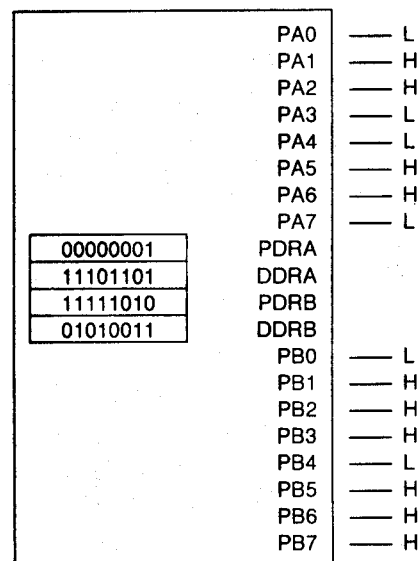 PA0 L
PA1 H
PA2 H
PA3 L
PA4 L
PA5 H
PA6 H
PA7 L
00000001 PDRA
11101101 DDRA
11111010 PDRB
01010011 DDRB
PB0 L
PB1 H
PB2 H
PB3 H
PB4 L
PB5 H
PB6 H
PB7 H